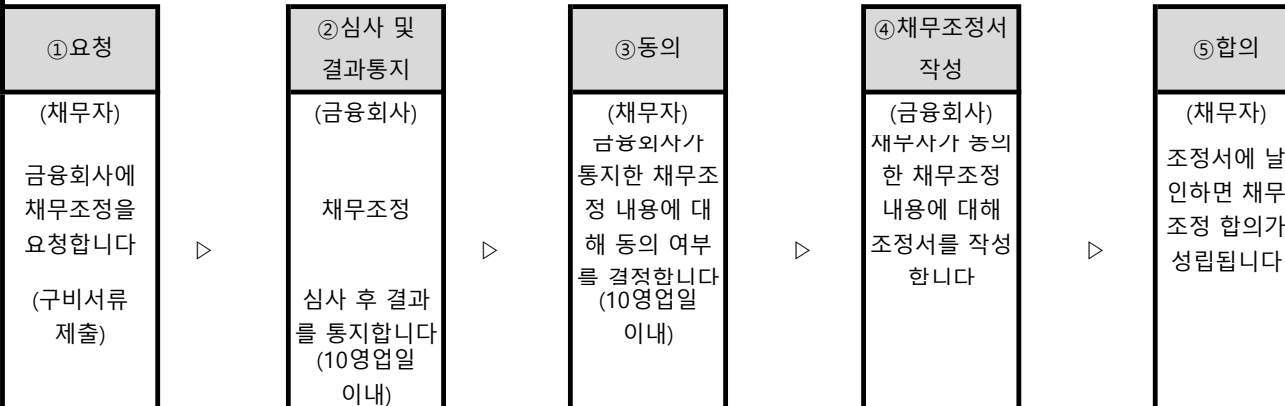 ①요청
(채무자)
금융회사에
채무조정을
요청합니다
(구비서류
제출)
▷
②심사 및
결과통지
(금융회사)
채무조정
심사 후 결과
를 통지합니다
(10영업일
이내)
▷
③동의
(채무자)
금융회사가
통지한 채무조
정 내용에 대
해 동의 여부
를 결정합니다
(10영업일
이내)
▷
④채무조정서
작성
(금융회사)
채무자가 동의
한 채무조정
내용에 대해
조정서를 작성
합니다
▷
⑤합의
(채무자)
조정서에 날
인하면 채무
조정 합의가
성립됩니다